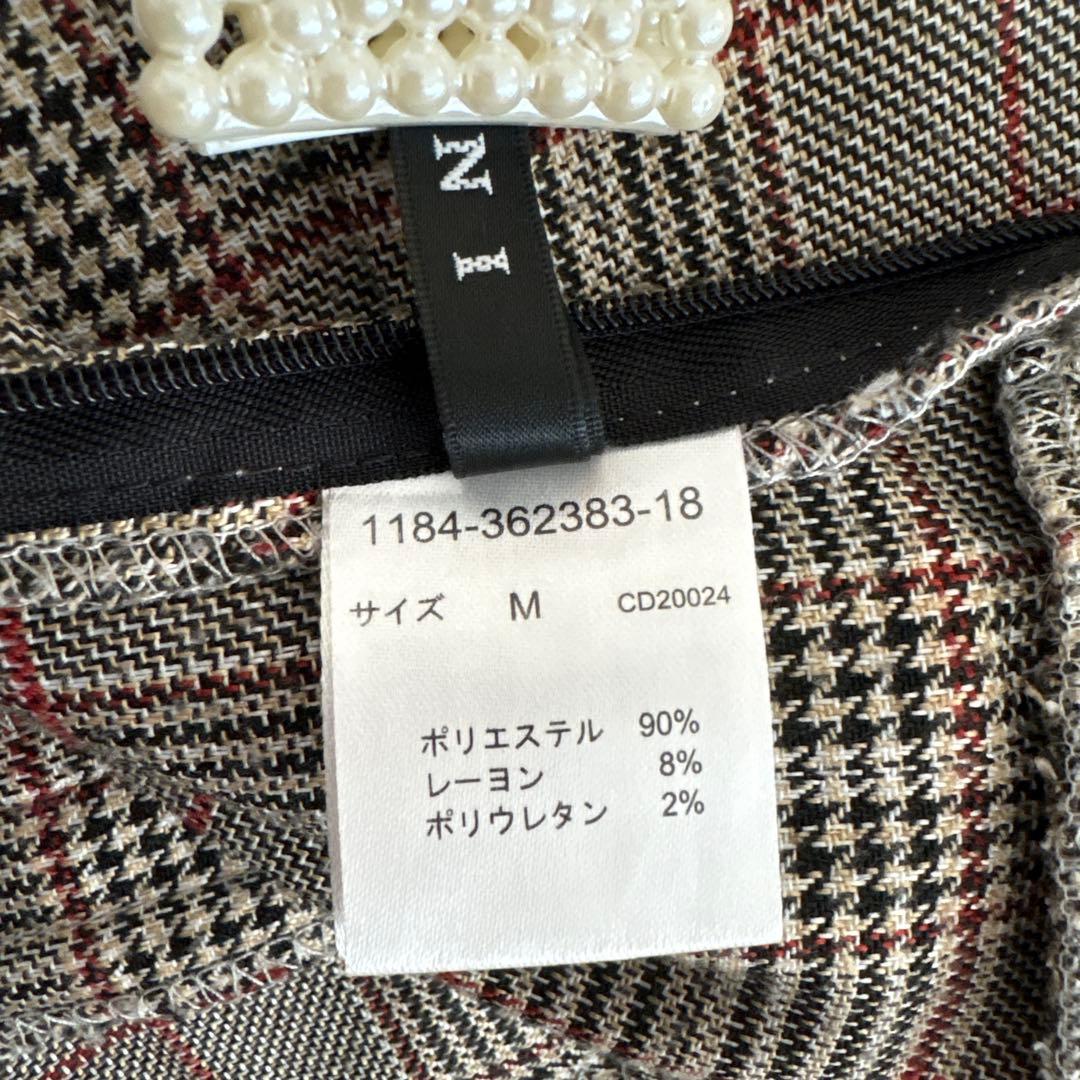 N I
1184-362383-18
サイズ M CD20024
ポリエステル 90%
レーヨン 8%
ポリウレタン 2%